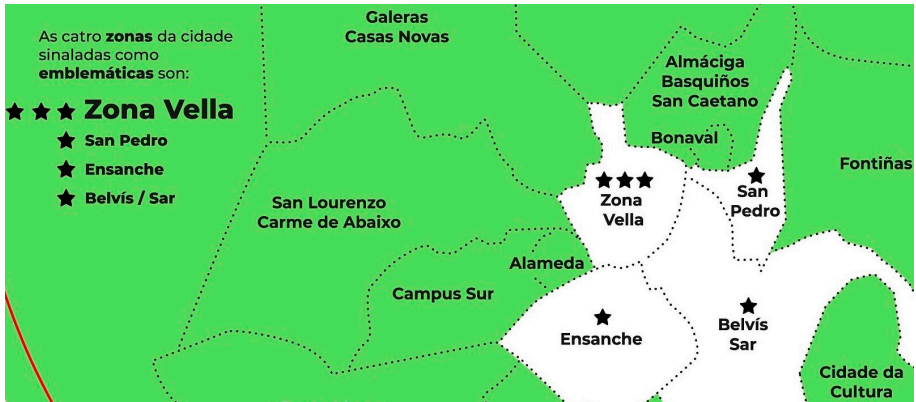 As catro zonas da cidade
sinaladas como
emblemáticas son:
Zona Vella
San Pedro
Ensanche
Belvís / Sar
Galeras
Casas Novas
Almáciga
Basquiños
San Caetano
Bonaval
Fontiñas
San
Pedro
Zona
Vella
San Lourenzo
Carme de Abaixo
Alameda
Campus Sur
Ensanche
Belvís
Sar
Cidade da
Cultura